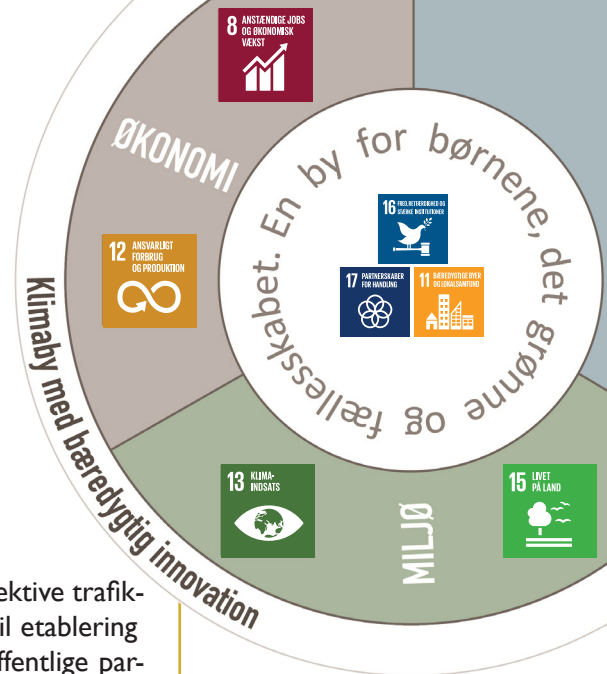 8 ANSTÆNDIGE JOBS
OG ØKONOMISK
VÆKST
ØKONOMI
12 ANSVARLIGT
FORBRUG
OG PRODUKTION
En by for børnene, det grønne og fællesskabet.
16 FRED, RETFÆRDIGHED OG
STÆRKE INSTITUTIONER
17 PARTNERSKABER
FOR HANDLING
11 BÆREDYGTIGE BYER
OG LOKALSAMFUND
13 KLIMA-
INDSATS
MILJØ
15 LIVET
PÅ LAND
Klimaby med bæredygtig innovation
ektive trafik-
il etablering
ffentlige par-